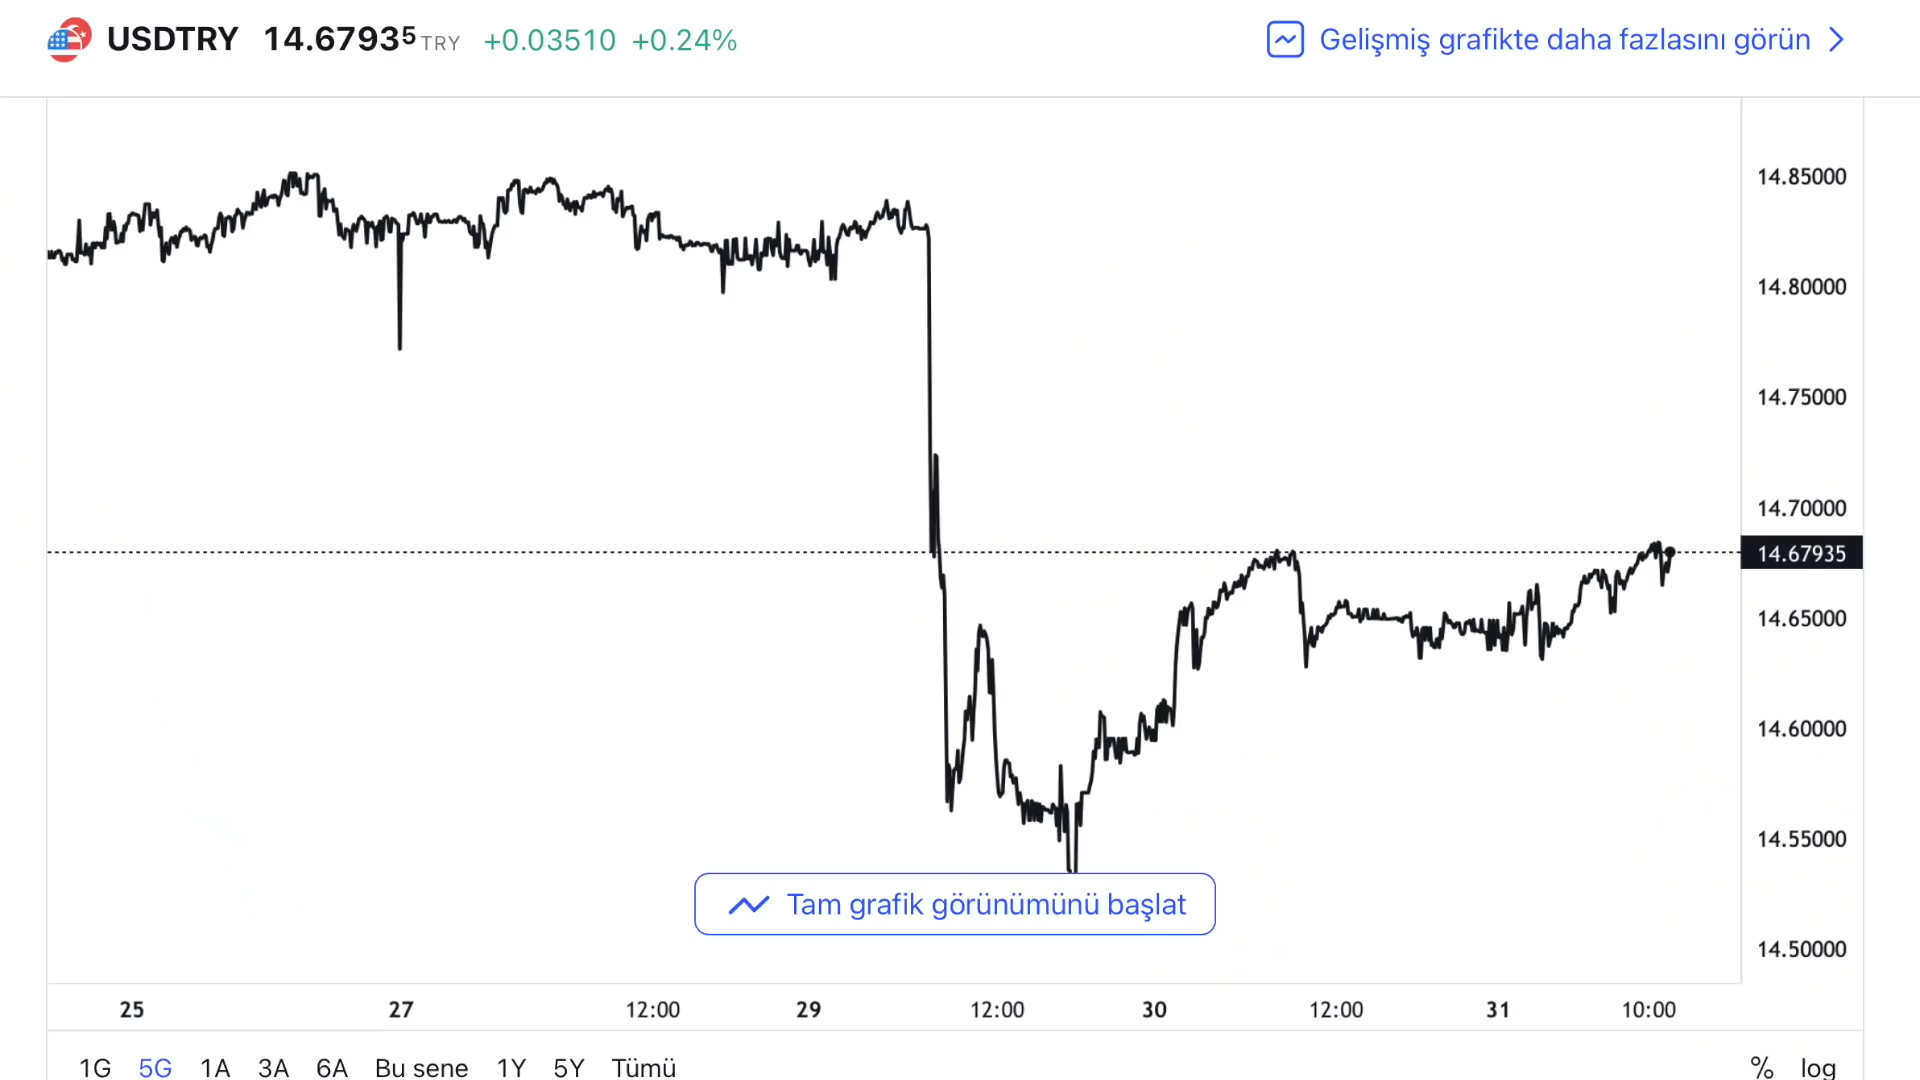 USDTRY 14.67935 TRY +0.03510 +0.24% Gelişmiş grafikte daha fazlasını görün
14.85000
14.80000
14.75000
14.70000
14.67935
14.65000
14.60000
14.55000
Tam grafik görünümünü başlat
14.50000
25 27 12:00 29 12:00 30 12:00 31 10:00
1G 5G 1A 3A 6A Bu sene 1Y 5Y Tümü % log